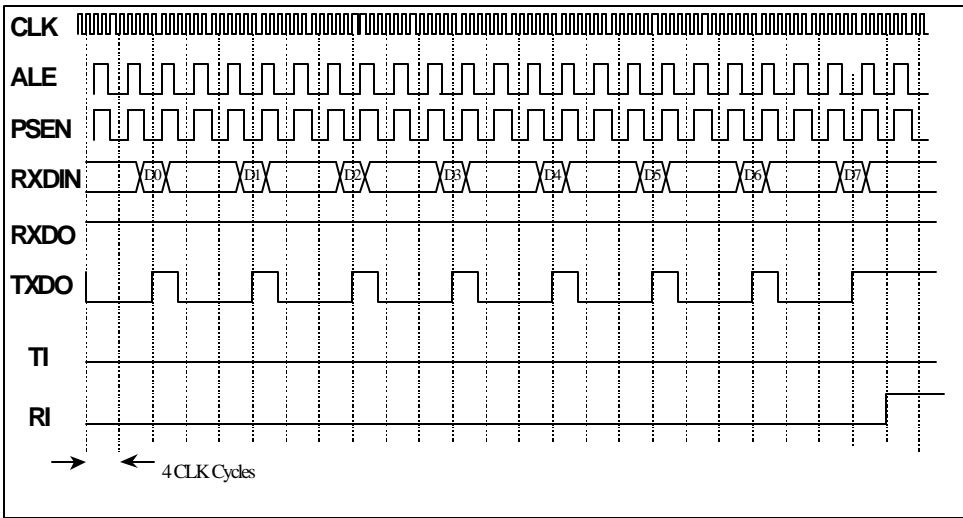 CLK
ALE
PSEN
RXDIN D0 D1 D2 D3 D4 D5 D6 D7
RXDO
TXDO
TI
RI
4 CLK Cycles